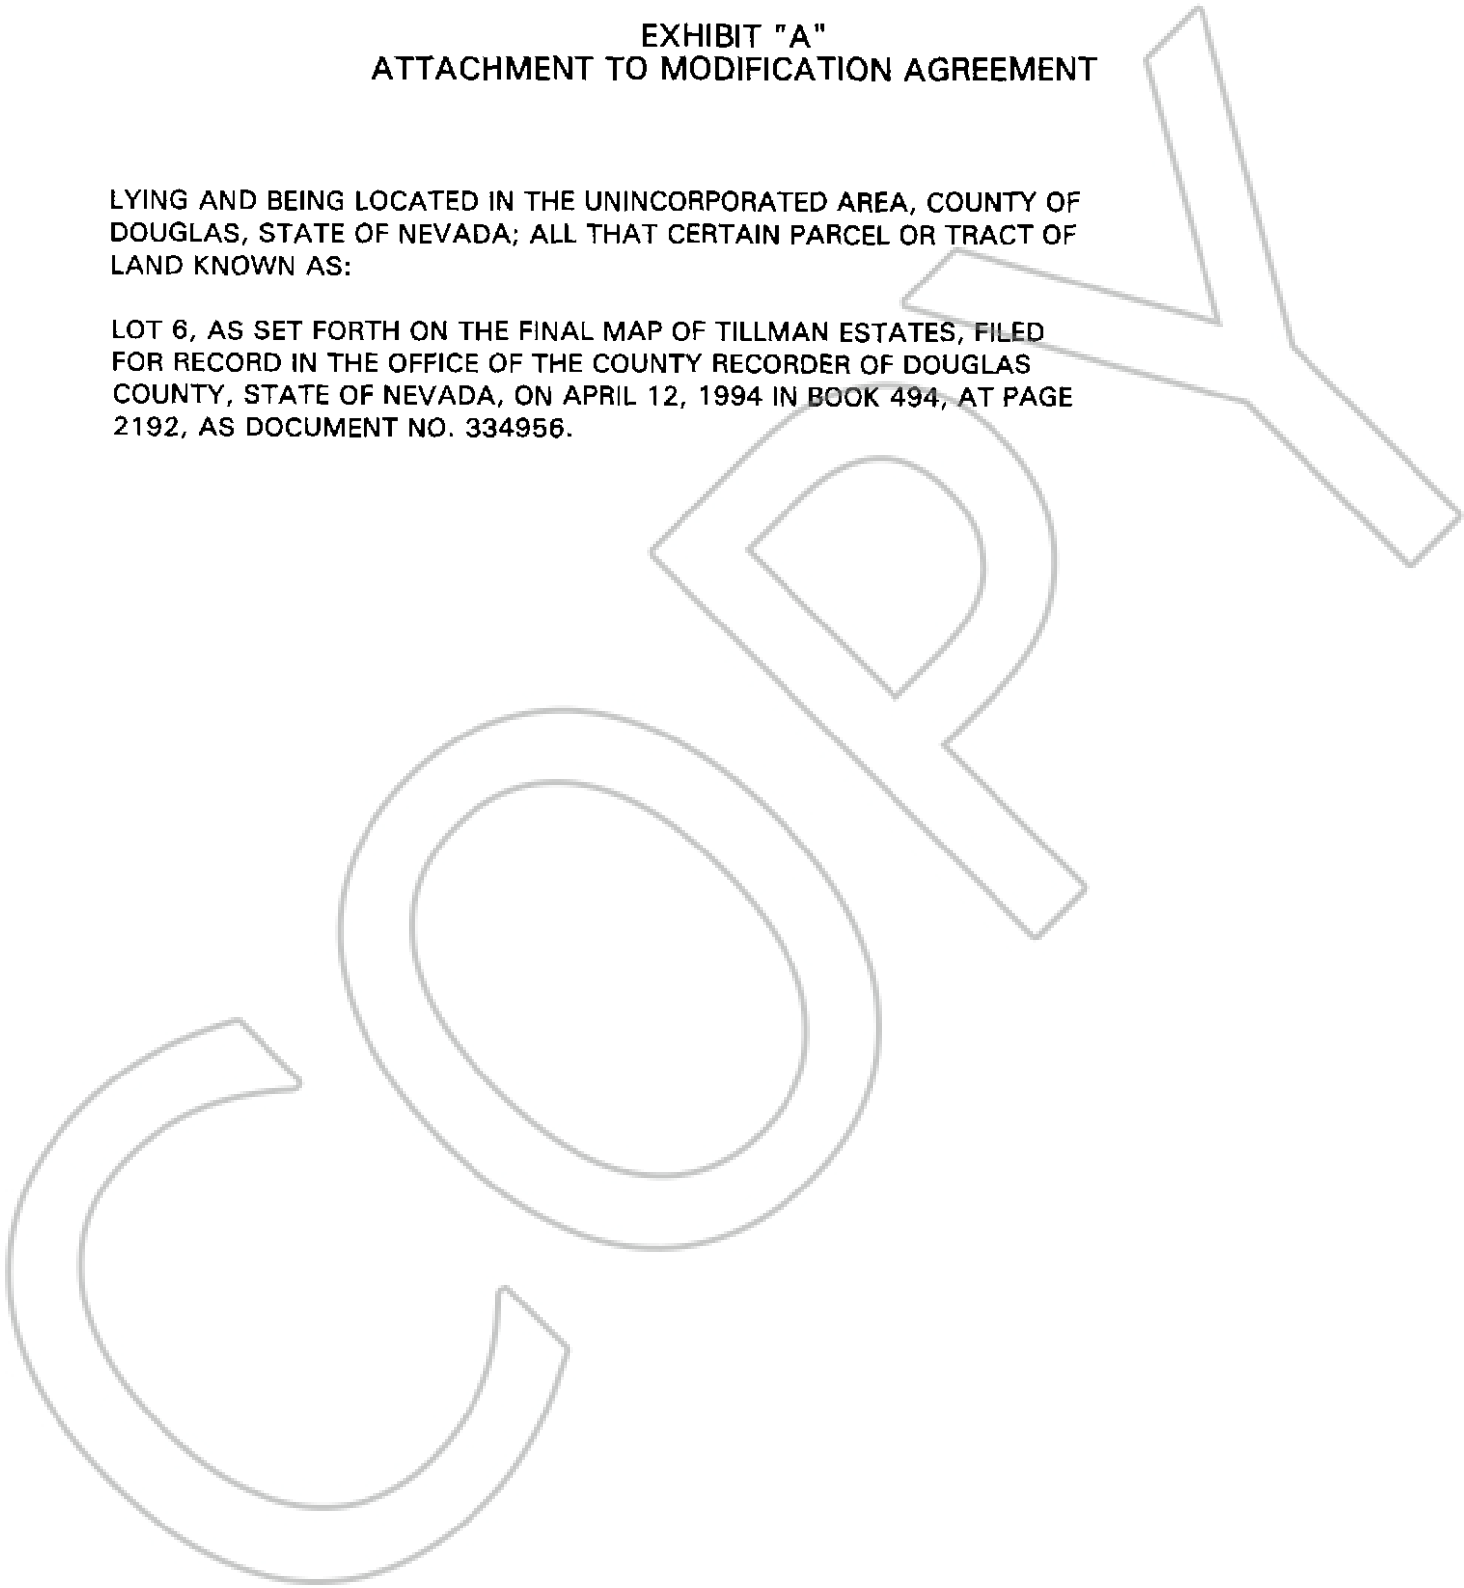 EXHIBIT "A"
ATTACHMENT TO MODIFICATION AGREEMENT
LYING AND BEING LOCATED IN THE UNINCORPORATED AREA, COUNTY OF
DOUGLAS, STATE OF NEVADA; ALL THAT CERTAIN PARCEL OR TRACT OF
LAND KNOWN AS:
LOT 6, AS SET FORTH ON THE FINAL MAP OF TILLMAN ESTATES, FILED
FOR RECORD IN THE OFFICE OF THE COUNTY RECORDER OF DOUGLAS
COUNTY, STATE OF NEVADA, ON APRIL 12, 1994 IN BOOK 494, AT PAGE
2192, AS DOCUMENT NO. 334956.
COPY